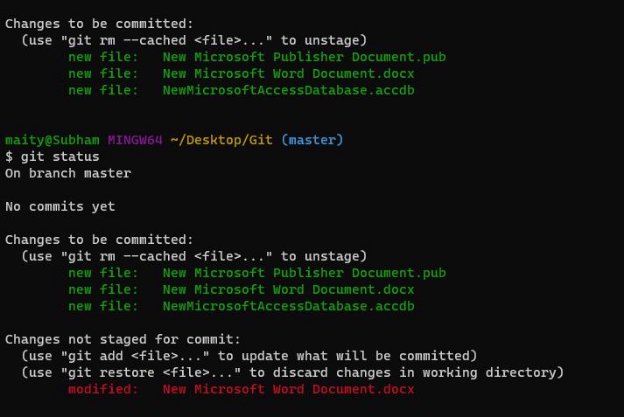 Changes to be committed:
(use "git rm --cached <file>..." to unstage)
new file: New Microsoft Publisher Document.pub
new file: New Microsoft Word Document.docx
new file: NewMicrosoftAccessDatabase.accdb
maity@Subham MINGW64 ~/Desktop/Git (master)
$ git status
On branch master
No commits yet
Changes to be committed:
(use "git rm --cached <file>..." to unstage)
new file: New Microsoft Publisher Document.pub
new file: New Microsoft Word Document.docx
new file: NewMicrosoftAccessDatabase.accdb
Changes not staged for commit:
(use "git add <file>..." to update what will be committed)
(use "git restore <file>..." to discard changes in working directory)
modified: New Microsoft Word Document.docx